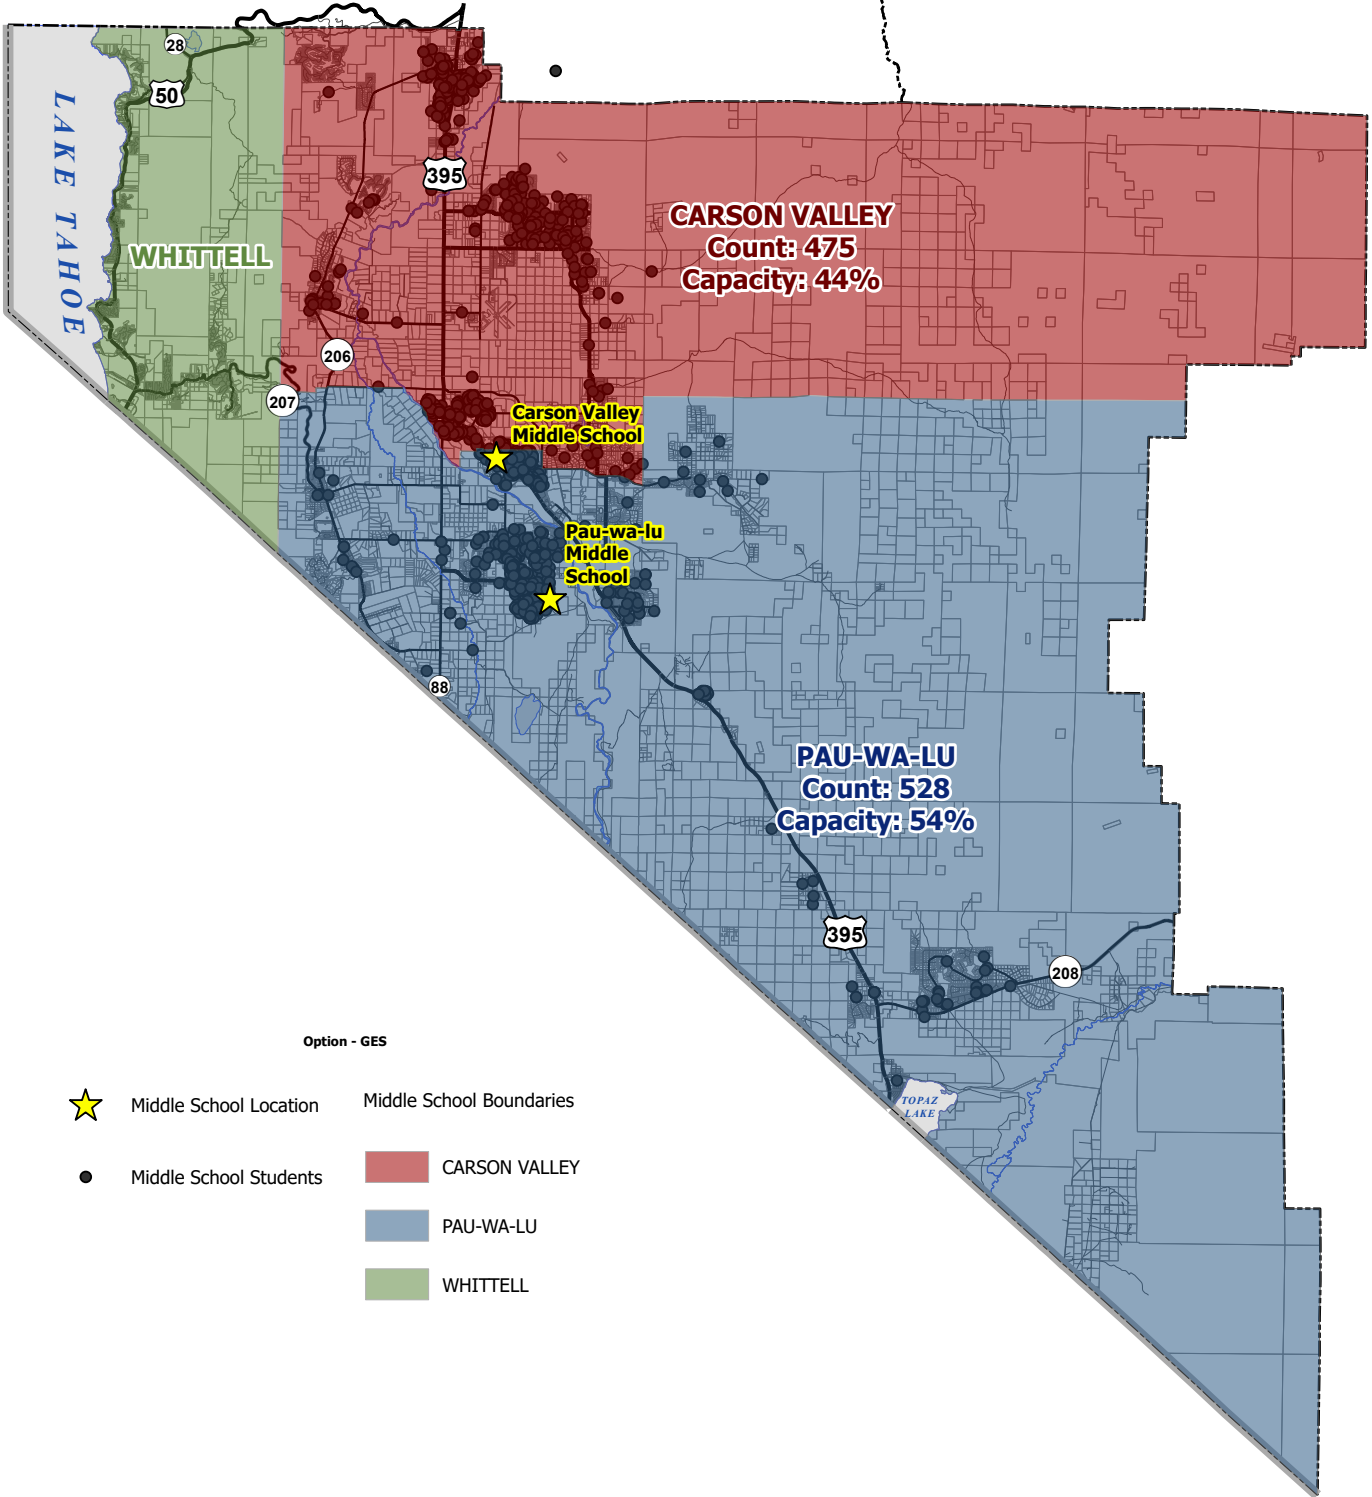 28
50
LAKE TAHOE
WHITTELL
395
CARSON VALLEY
Count: 475
Capacity: 44%
206
207
Carson Valley
Middle School
Pau-wa-lu
Middle
School
88
PAU-WA-LU
Count: 528
Capacity: 54%
395
208
TOPAZ
LAKE
Option - GES
Middle School Location
Middle School Students
Middle School Boundaries
CARSON VALLEY
PAU-WA-LU
WHITTELL